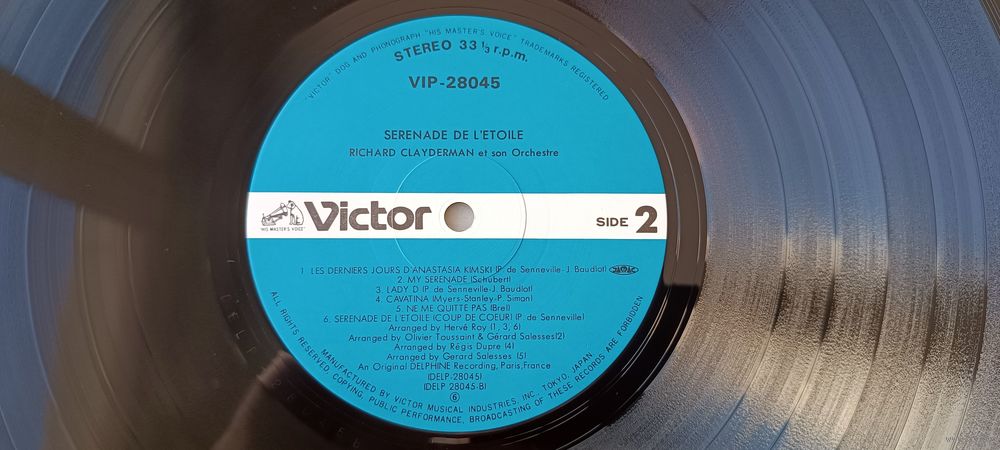 "VICTOR" DOG AND PHONOGRAPH "HIS MASTER'S VOICE" TRADEMARKS REGISTERED
STEREO 33 1/3 r.p.m.
VIP-28045
SERENADE DE L'ETOILE
RICHARD CLAYDERMAN et son Orchestre
"HIS MASTER'S VOICE"
Victor
SIDE 2
1. LES DERNIERS JOURS D'ANASTASIA KIMSKI (P. de Senneville-J. Baudlot)
2. MY SERENADE (Schubert)
3. LADY D (P. de Senneville-J. Baudlot)
4. CAVATINA (Myers-Stanley-P. Simon)
5. NE ME QUITTE PAS (Brel)
6. SERENADE DE L'ETOILE (COUP DE COEUR) (P. de Senneville)
Arranged by Hervé Roy (1, 3, 6)
Arranged by Olivier Toussaint & Gérard Salesses (2)
Arranged by Régis Dupre (4)
Arranged by Gerard Salesses (5)
An Original DELPHINE Recording, Paris, France
(DELP-28045)
(DELP 28045-B)
6
ALL RIGHTS RESERVED COPYING, PUBLIC PERFORMANCE, BROADCASTING OF THESE RECORDS ARE FORBIDDEN
MANUFACTURED BY VICTOR MUSICAL INDUSTRIES, INC., TOKYO, JAPAN